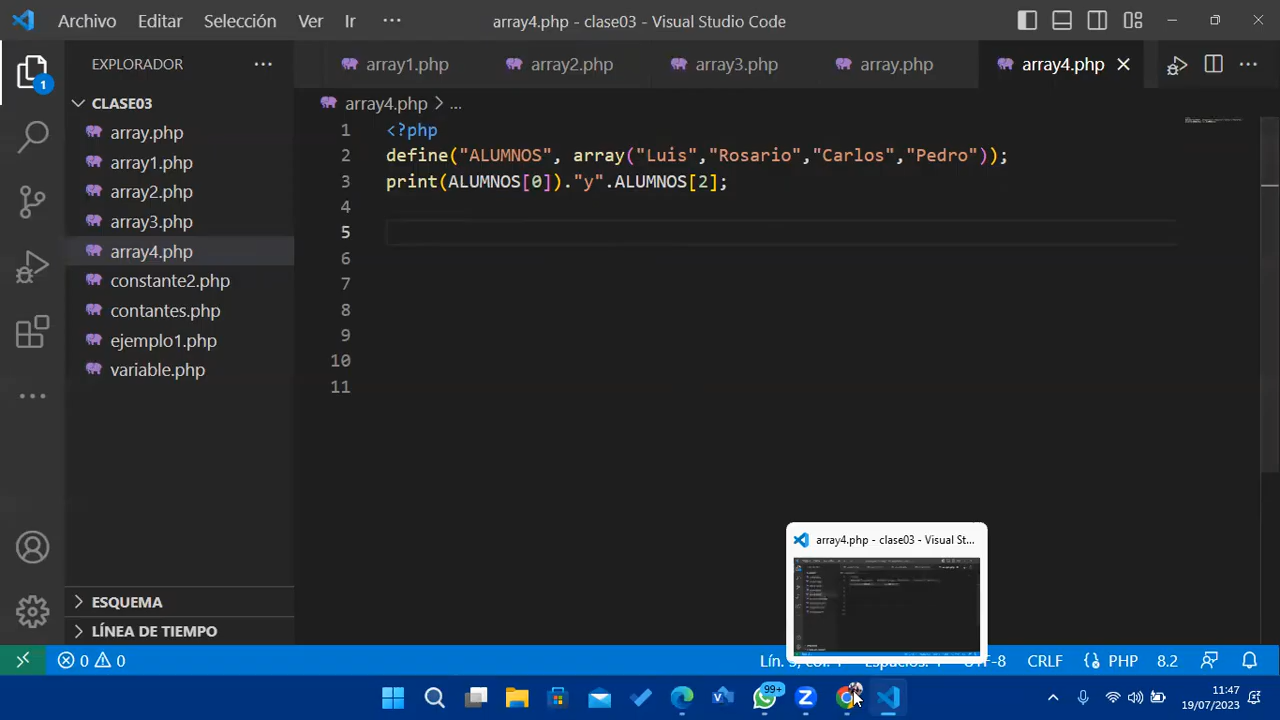 Archivo Editar Selección Ver Ir ··· array4.php - clase03 - Visual Studio Code
EXPLORADOR ···
array1.php array2.php array3.php array.php array4.php
CLASE03
array4.php > ...
array.php
array1.php
array2.php
array3.php
array4.php
constante2.php
contantes.php
ejemplo1.php
variable.php
1 <?php
2 define("ALUMNOS", array("Luis","Rosario","Carlos","Pedro"));
3 print(ALUMNOS[0])."y".ALUMNOS[2];
4
5
6
7
8
9
10
11
1
ESQUEMA
LÍNEA DE TIEMPO
array4.php - clase03 - Visual St...
0 0 UTF-8 CRLF {} PHP 8.2
99+
11:47
19/07/2023